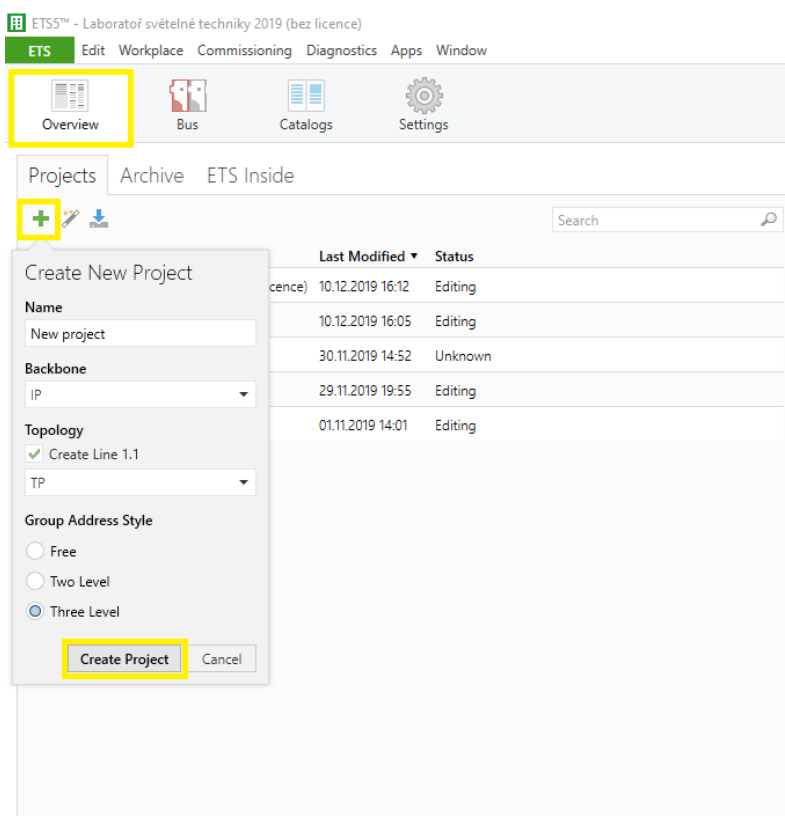 ETS5™ - Laboratoř světelné techniky 2019 (bez licence)
ETS Edit Workplace Commissioning Diagnostics Apps Window
Overview Bus Catalogs Settings
Projects Archive ETS Inside
Search
Last Modified Status
cence) 10.12.2019 16:12 Editing
10.12.2019 16:05 Editing
30.11.2019 14:52 Unknown
29.11.2019 19:55 Editing
01.11.2019 14:01 Editing
Create New Project
Name
New project
Backbone
IP
Topology
Create Line 1.1
TP
Group Address Style
Free
Two Level
Three Level
Create Project Cancel